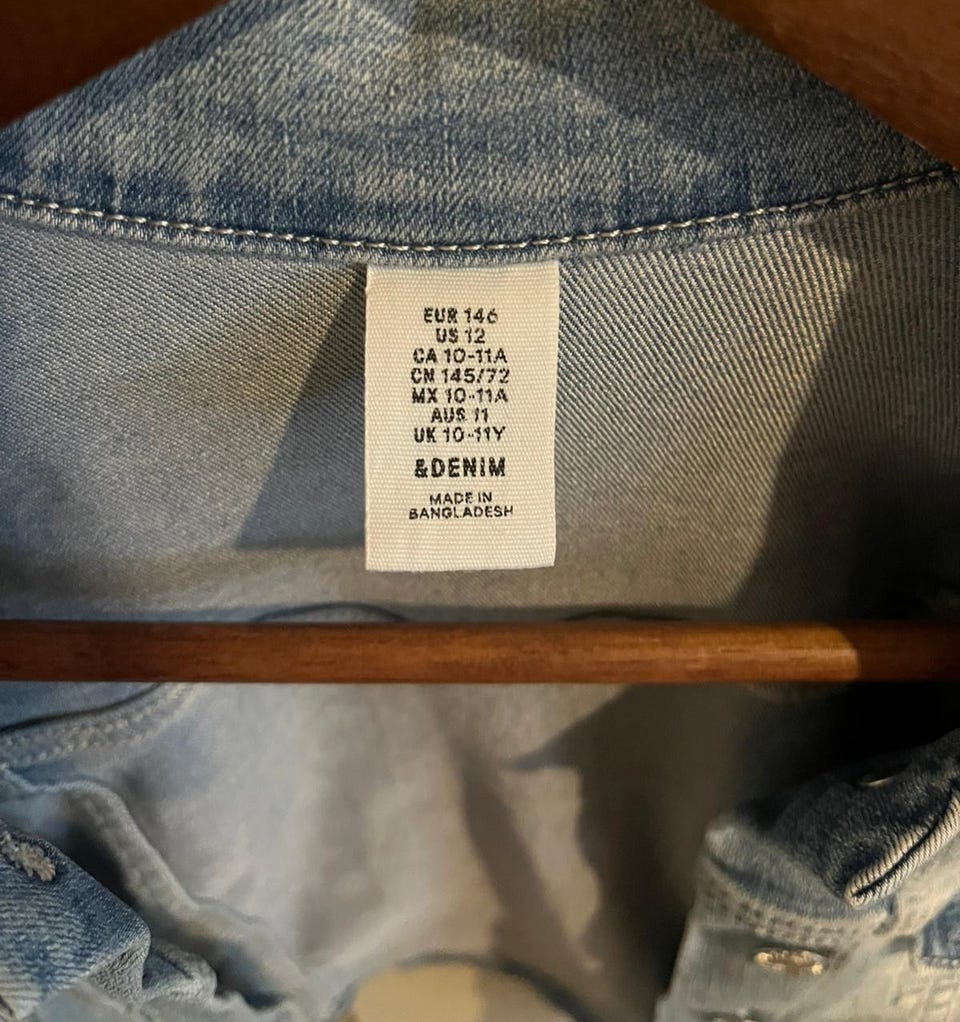 EUR 146
US 12
CA 10-11A
CN 145/72
MX 10-11A
AUS 11
UK 10-11Y
&DENIM
MADE IN
BANGLADESH